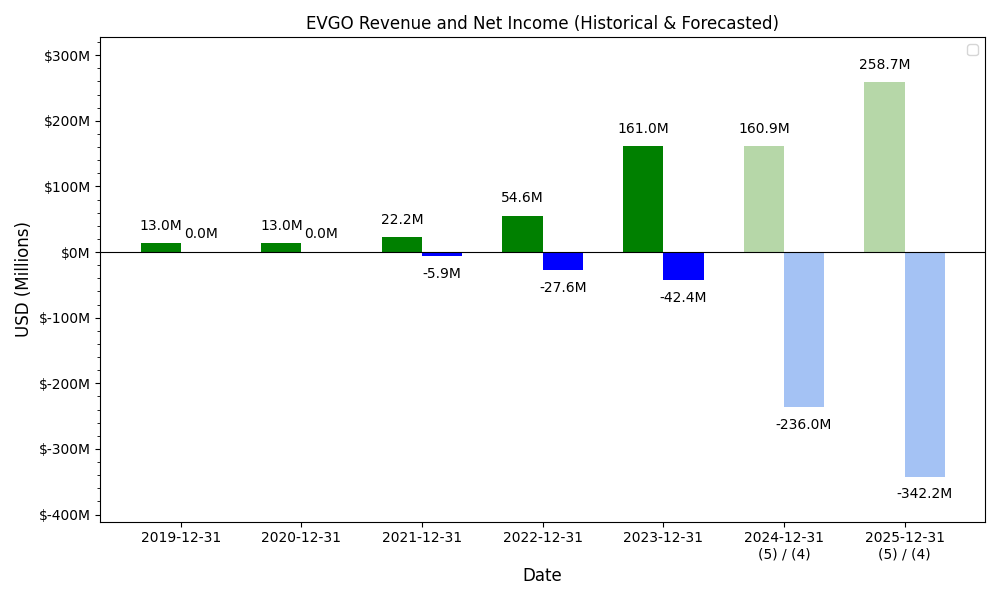 EVGO Revenue and Net Income (Historical & Forecasted)
USD (Millions)
$300M
$200M
$100M
$0M
$-100M
$-200M
$-300M
$-400M
13.0M
0.0M
13.0M
0.0M
22.2M
-5.9M
54.6M
-27.6M
161.0M
-42.4M
160.9M
-236.0M
258.7M
-342.2M
2019-12-31
2020-12-31
2021-12-31
2022-12-31
2023-12-31
2024-12-31
(5) / (4)
2025-12-31
(5) / (4)
Date